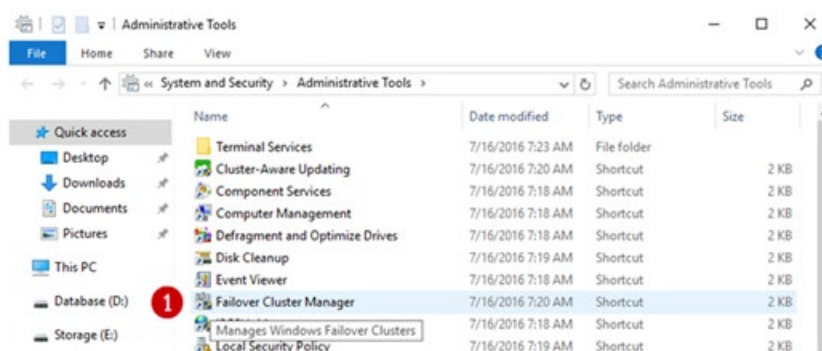 Administrative Tools
File Home Share View
« System and Security > Administrative Tools >
Search Administrative Tools
Name Date modified Type Size
Quick access
Desktop
Downloads
Documents
Pictures
This PC
Database (D:)
Storage (E:)
Terminal Services 7/16/2016 7:23 AM File folder
Cluster-Aware Updating 7/16/2016 7:20 AM Shortcut 2 KB
Component Services 7/16/2016 7:18 AM Shortcut 2 KB
Computer Management 7/16/2016 7:18 AM Shortcut 2 KB
Defragment and Optimize Drives 7/16/2016 7:18 AM Shortcut 2 KB
Disk Cleanup 7/16/2016 7:19 AM Shortcut 2 KB
Event Viewer 7/16/2016 7:18 AM Shortcut 2 KB
1 Failover Cluster Manager 7/16/2016 7:20 AM Shortcut 2 KB
7/16/2016 7:18 AM Shortcut 2 KB
Manages Windows Failover Clusters
Local Security Policy 7/16/2016 7:19 AM Shortcut 2 KB